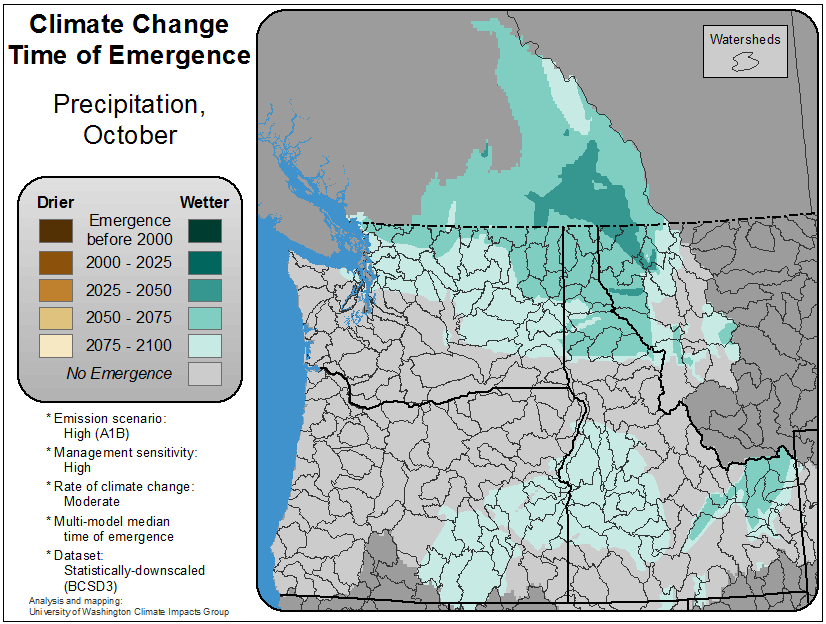 Climate Change
Time of Emergence
Precipitation,
October
Watersheds
Drier Wetter
Emergence
before 2000
2000 - 2025
2025 - 2050
2050 - 2075
2075 - 2100
No Emergence
* Emission scenario:
High (A1B)
* Management sensitivity:
High
* Rate of climate change:
Moderate
* Multi-model median
time of emergence
* Dataset:
Statistically-downscaled
(BCSD3)
Analysis and mapping:
University of Washington Climate Impacts Group